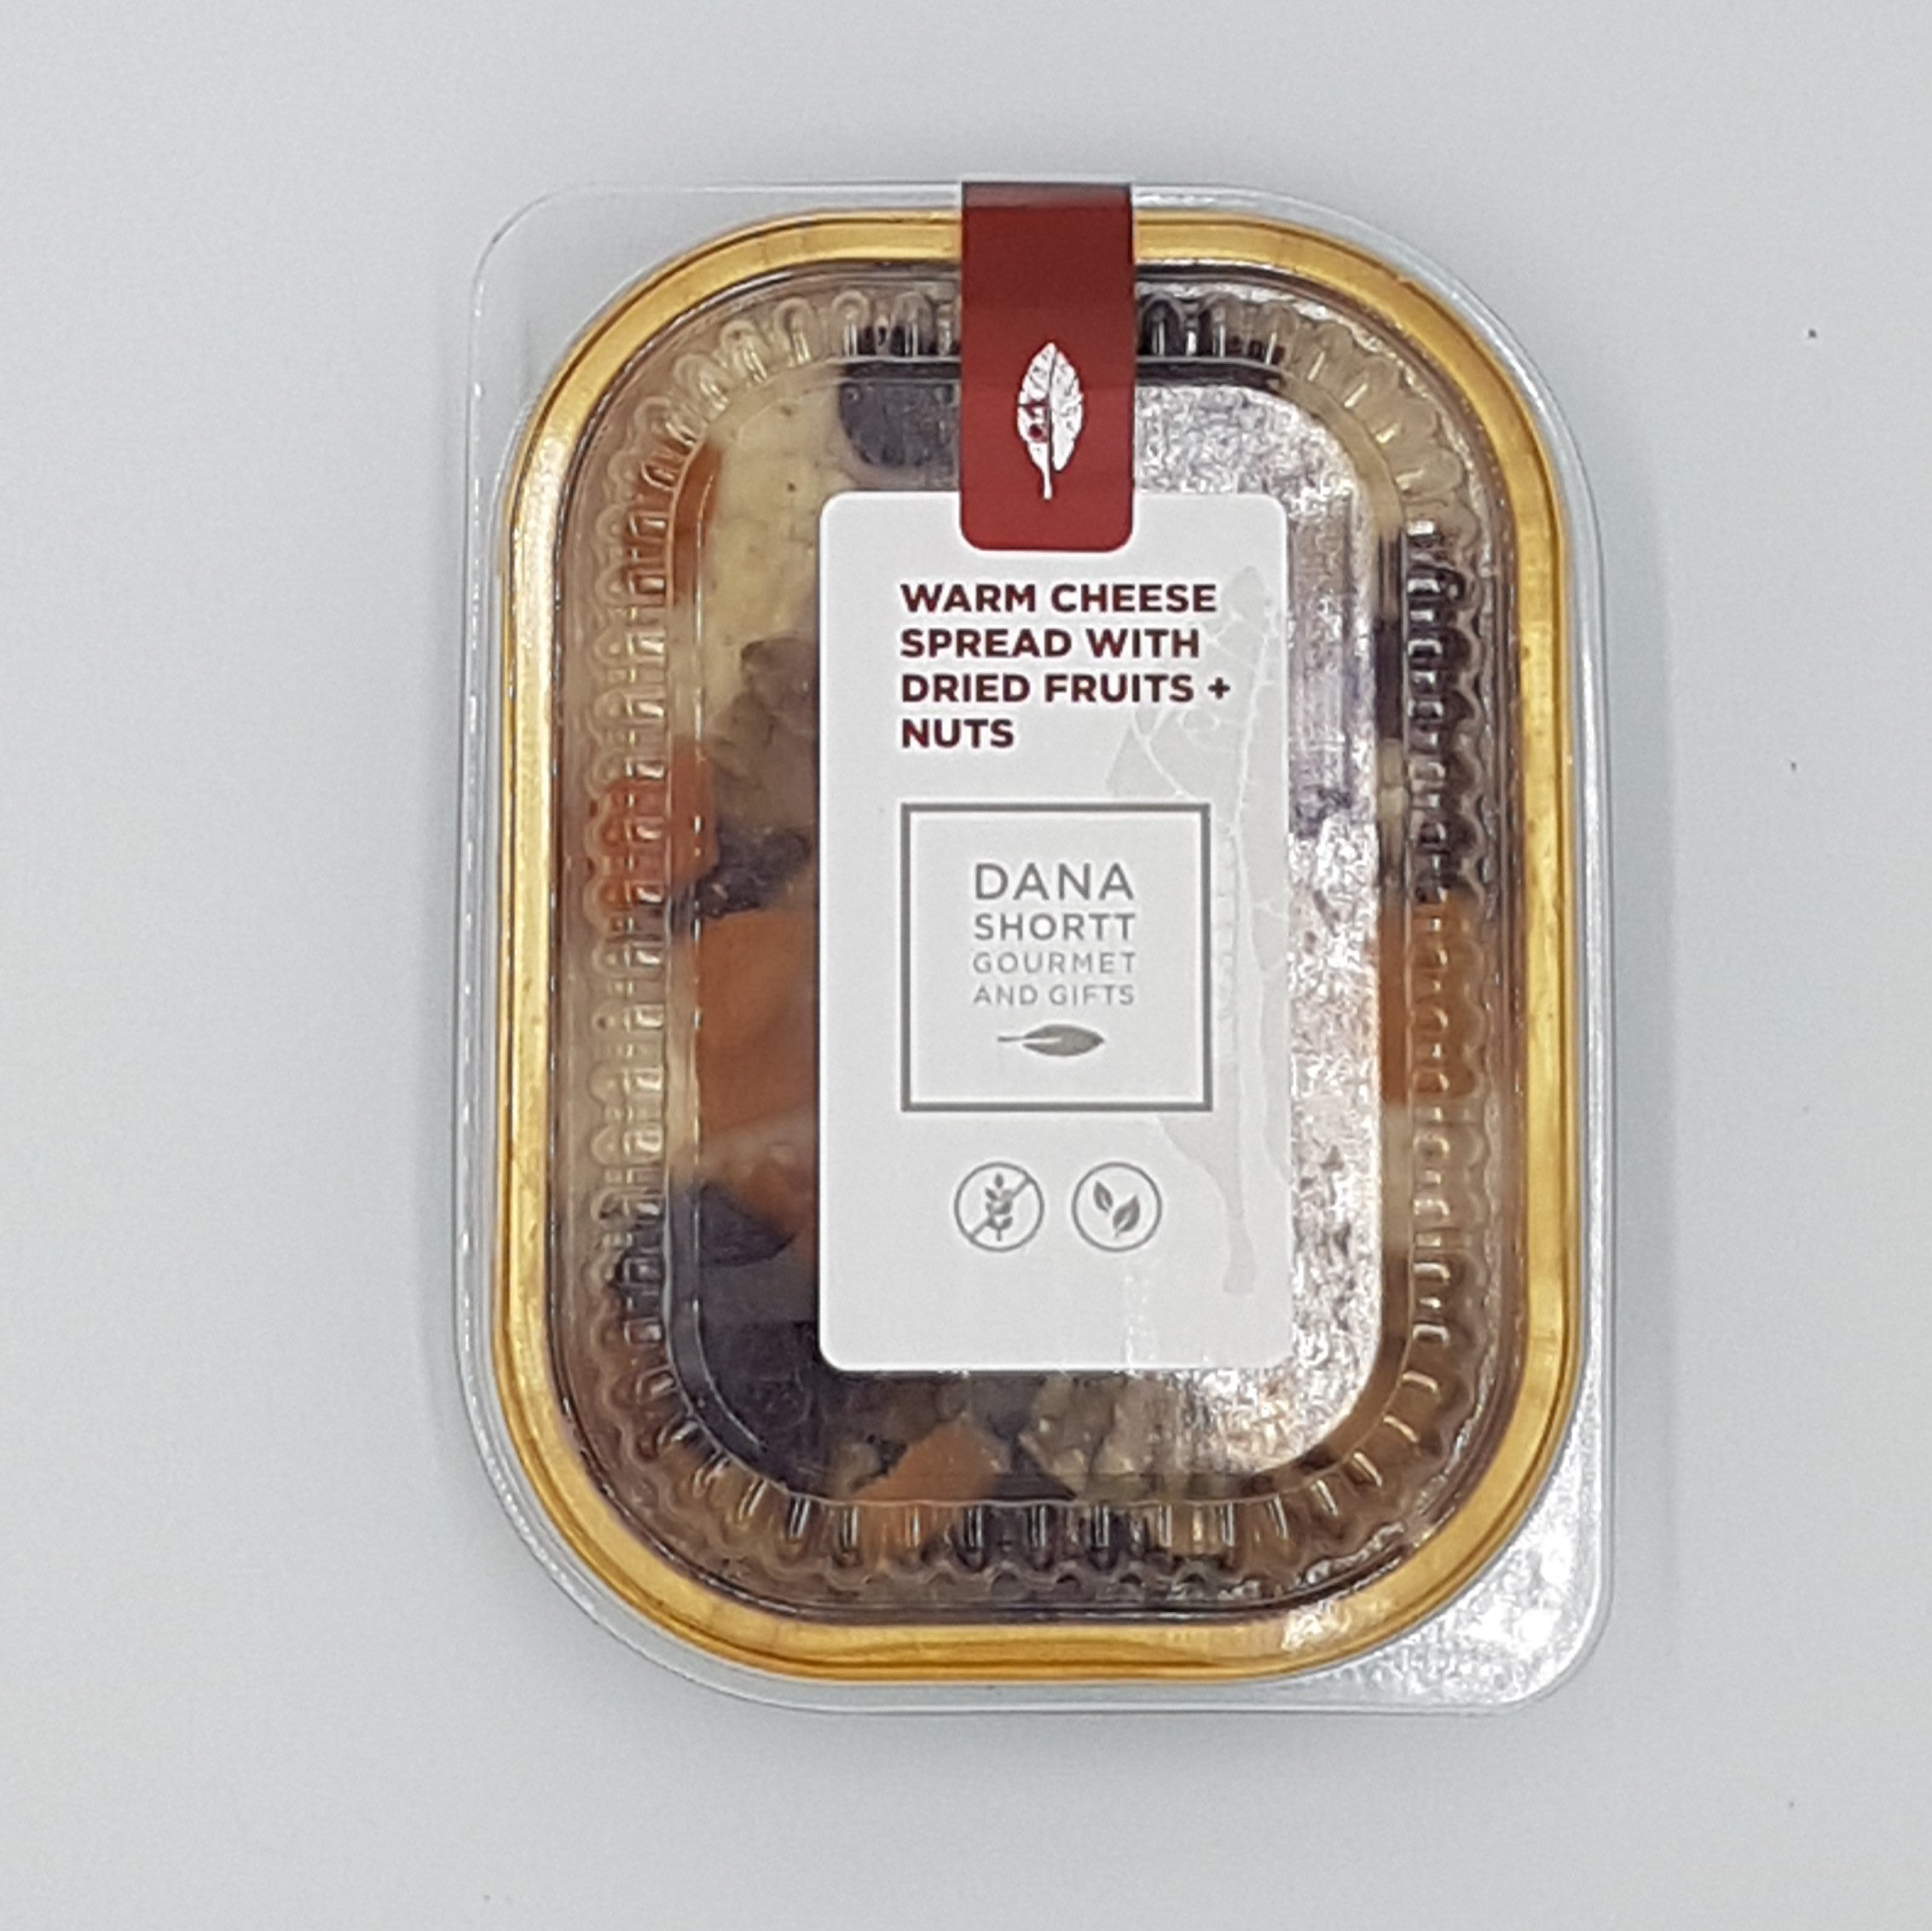 WARM CHEESE
SPREAD WITH
DRIED FRUITS +
NUTS
DANA
SHORTT
GOURMET
AND GIFTS